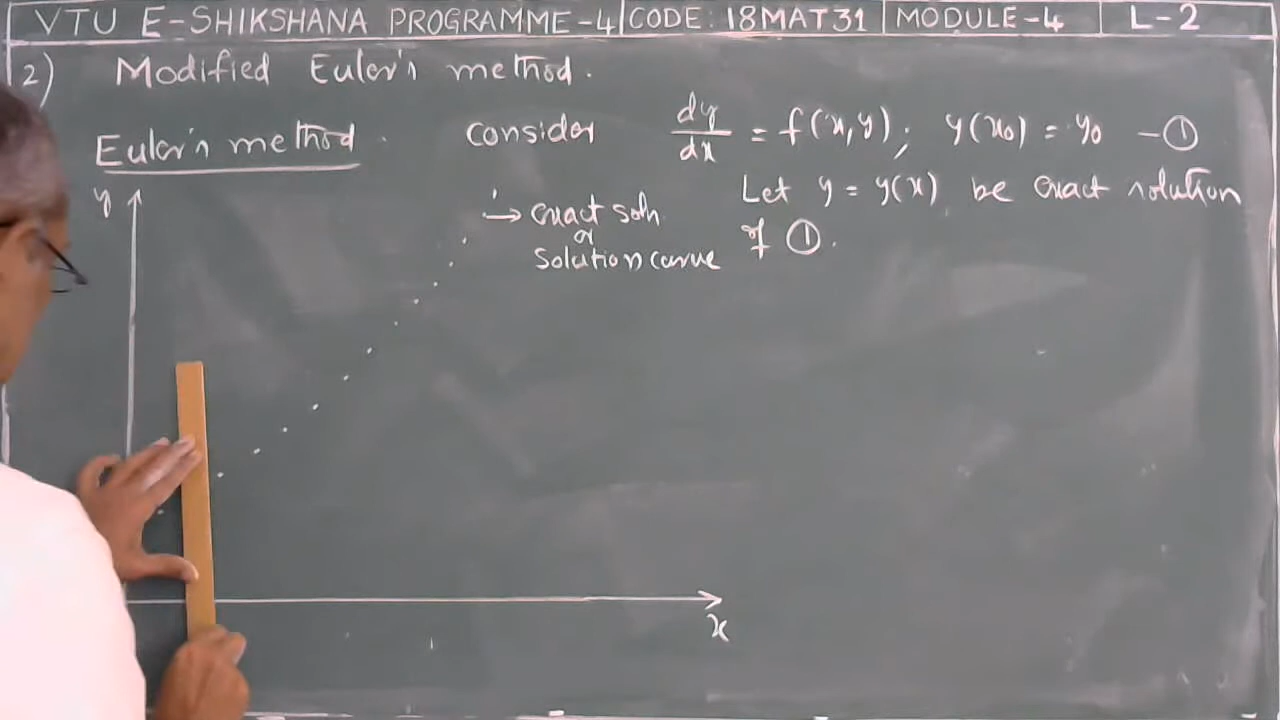 VTU E-SHIKSHANA PROGRAMME-4 | CODE: 18MAT31 | MODULE-4 | L-2
2) Modified Euler's method.
Euler's method. Consider dy/dx = f(x,y); y(x₀) = y₀ -①
y
Let y = y(x) be exact solution
of ①.
→ exact soln
or
Solution curve
x